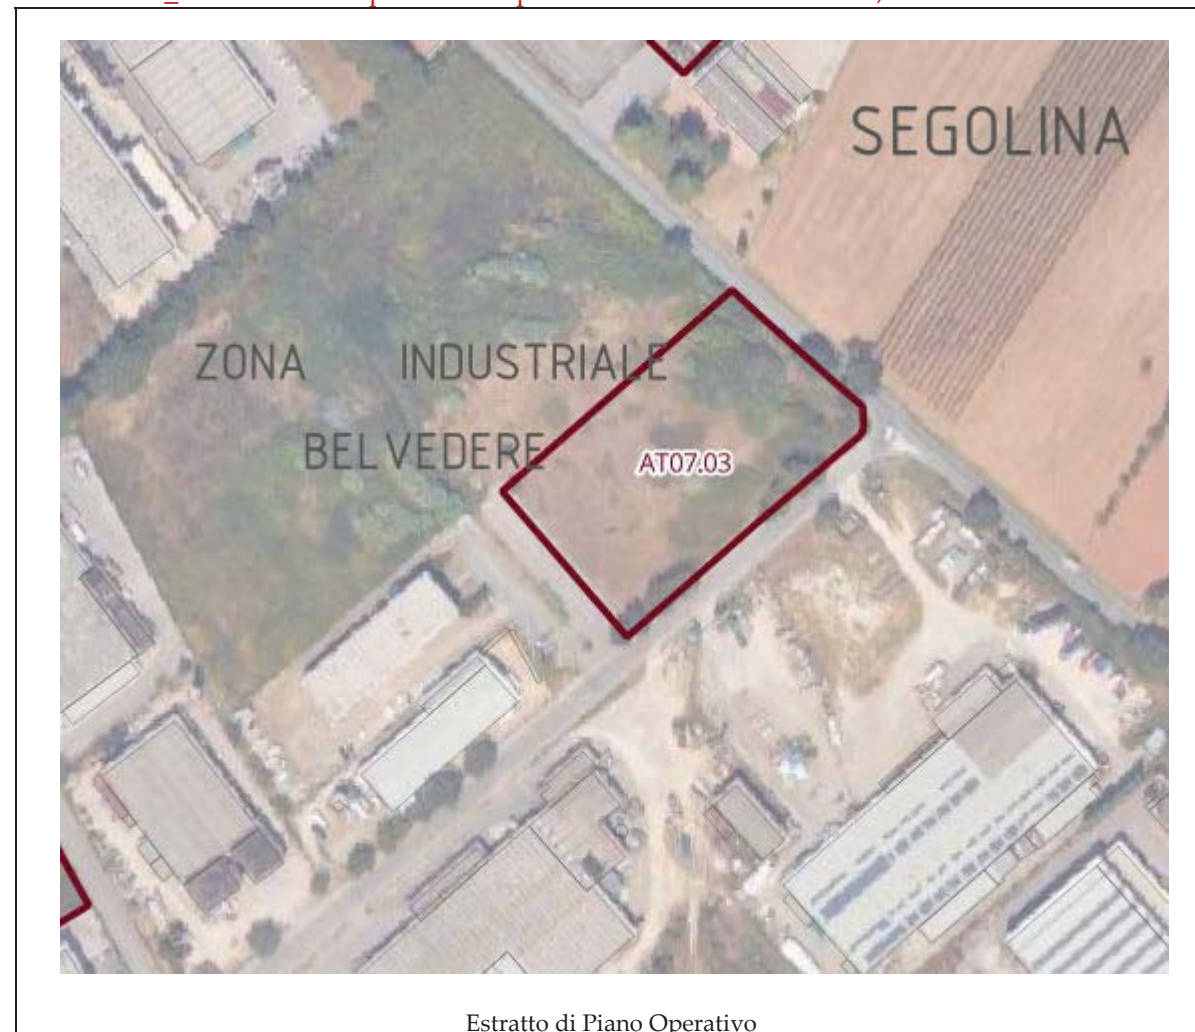 SEGOLINA
ZONA INDUSTRIALE
BELVEDERE
AT07.03
Estratto di Piano Operativo